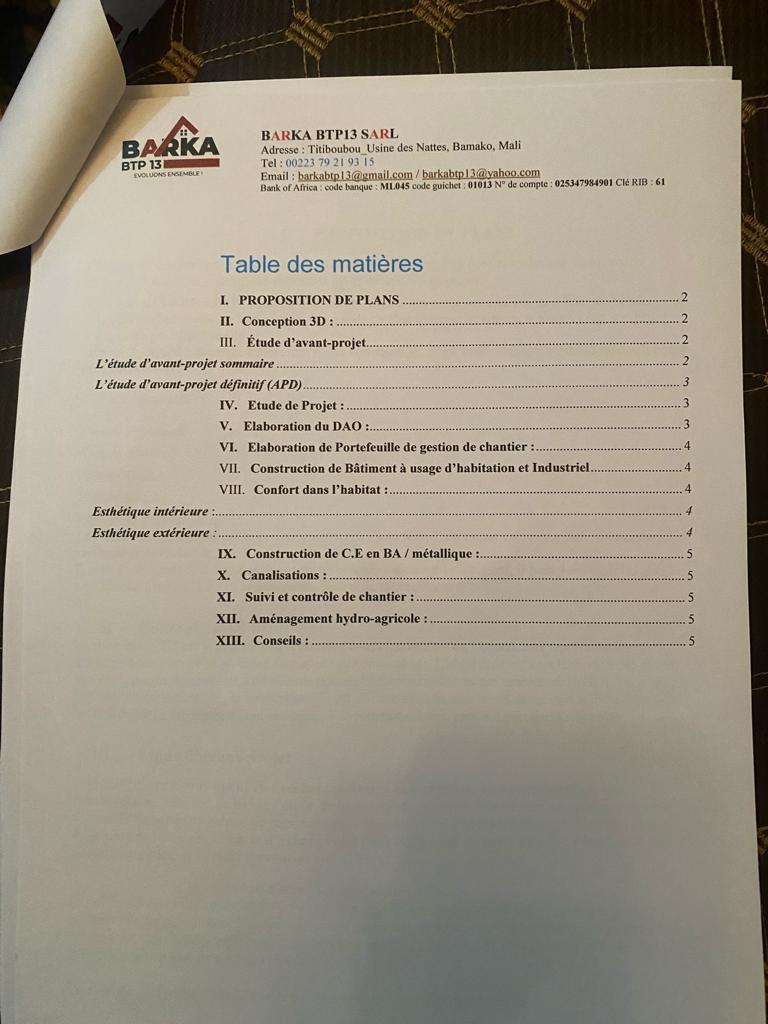 BARKA
BTP 13
EVOLUONS ENSEMBLE !
BARKA BTP13 SARL
Adresse : Titiboubou_Usine des Nattes, Bamako, Mali
Tel : 00223 79 21 93 15
Email : barkabtp13@gmail.com / barkabtp13@yahoo.com
Bank of Africa : code banque : ML045 code guichet : 01013 N° de compte : 025347984901 Clé RIB : 61
Table des matières
I. PROPOSITION DE PLANS ... 2
II. Conception 3D : ... 2
III. Étude d'avant-projet ... 2
L'étude d'avant-projet sommaire ... 2
L'étude d'avant-projet définitif (APD) ... 3
IV. Etude de Projet : ... 3
V. Elaboration du DAO : ... 3
VI. Elaboration de Portefeuille de gestion de chantier : ... 4
VII. Construction de Bâtiment à usage d'habitation et Industriel ... 4
VIII. Confort dans l'habitat : ... 4
Esthétique intérieure : ... 4
Esthétique extérieure : ... 4
IX. Construction de C.E en BA / métallique : ... 5
X. Canalisations : ... 5
XI. Suivi et contrôle de chantier : ... 5
XII. Aménagement hydro-agricole : ... 5
XIII. Conseils : ... 5